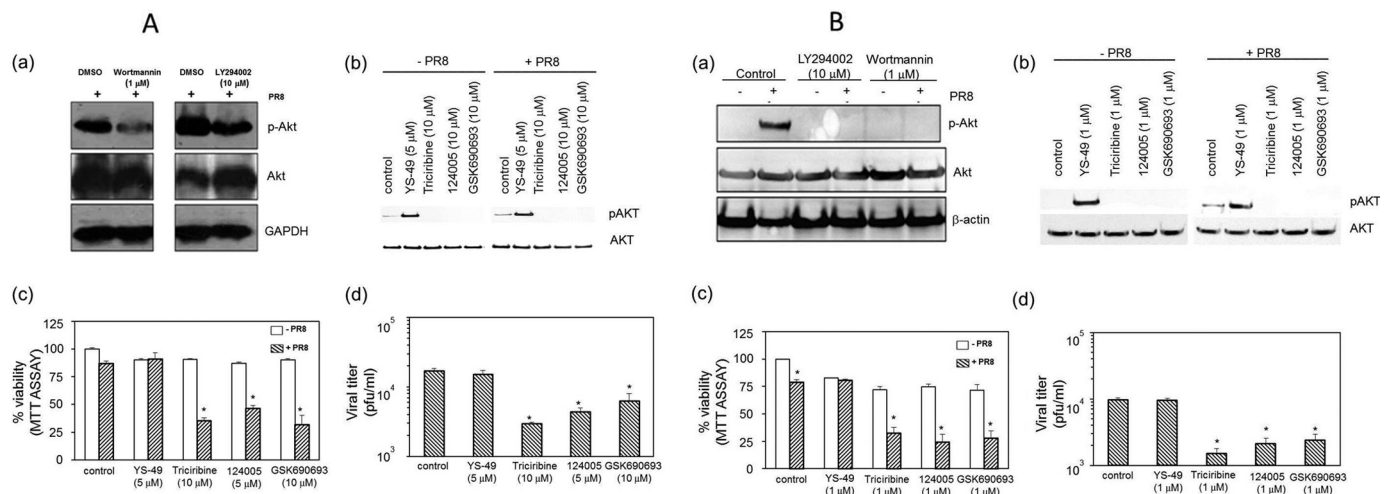 A
(a)
DMSO
Wortmannin
(1 μM)
DMSO
LY294002
(10 μM)
+ + + + PR8
p-Akt
Akt
GAPDH
(b)
- PR8
+ PR8
control
YS-49 (5 μM)
Triciribine (10 μM)
124005 (10 μM)
GSK690693 (10 μM)
control
YS-49 (5 μM)
Triciribine (10 μM)
124005 (10 μM)
GSK690693 (10 μM)
pAKT
AKT
(c)
% viability
(MTT ASSAY)
125
100
75
50
25
0
- PR8
+ PR8
* * *
control
YS-49
(5 μM)
Triciribine
(10 μM)
124005
(5 μM)
GSK690693
(10 μM)
(d)
Viral titer
(pfu/ml)
10⁵
10⁴
10³
* * *
control
YS-49
(5 μM)
Triciribine
(10 μM)
124005
(5 μM)
GSK690693
(10 μM)
B
(a)
Control
LY294002
(10 μM)
Wortmannin
(1 μM)
- + - + - + PR8
p-Akt
Akt
β-actin
(b)
- PR8
+ PR8
control
YS-49 (1 μM)
Triciribine (1 μM)
124005 (1 μM)
GSK690693 (1 μM)
control
YS-49 (1 μM)
Triciribine (1 μM)
124005 (1 μM)
GSK690693 (1 μM)
pAKT
AKT
(c)
% viability
(MTT ASSAY)
125
100
75
50
25
0
- PR8
+ PR8
* * * *
control
YS-49
(1 μM)
Triciribine
(1 μM)
124005
(1 μM)
GSK690693
(1 μM)
(d)
Viral titer
(pfu/ml)
10⁵
10⁴
10³
* * *
control
YS-49
(1 μM)
Triciribine
(1 μM)
124005
(1 μM)
GSK690693
(1 μM)